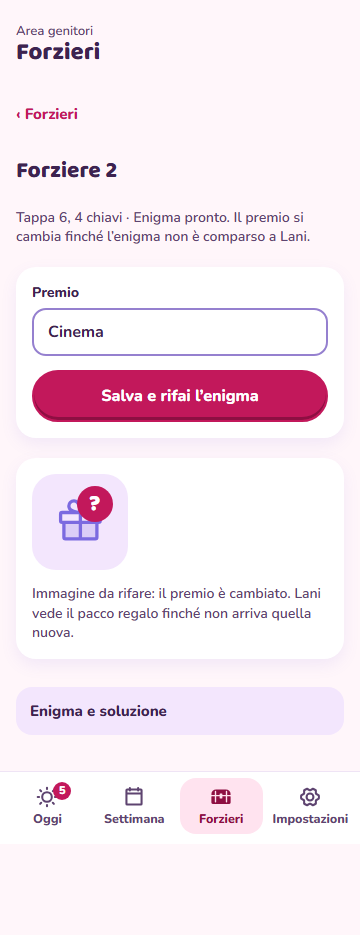 Area genitori
Forzieri
‹ Forzieri
Forziere 2
Tappa 6, 4 chiavi · Enigma pronto. Il premio si
cambia finché l'enigma non è comparso a Lani.
Premio
Cinema
Salva e rifai l'enigma
?
Immagine da rifare: il premio è cambiato. Lani
vede il pacco regalo finché non arriva quella
nuova.
Enigma e soluzione
5
Oggi
Settimana
Forzieri
Impostazioni